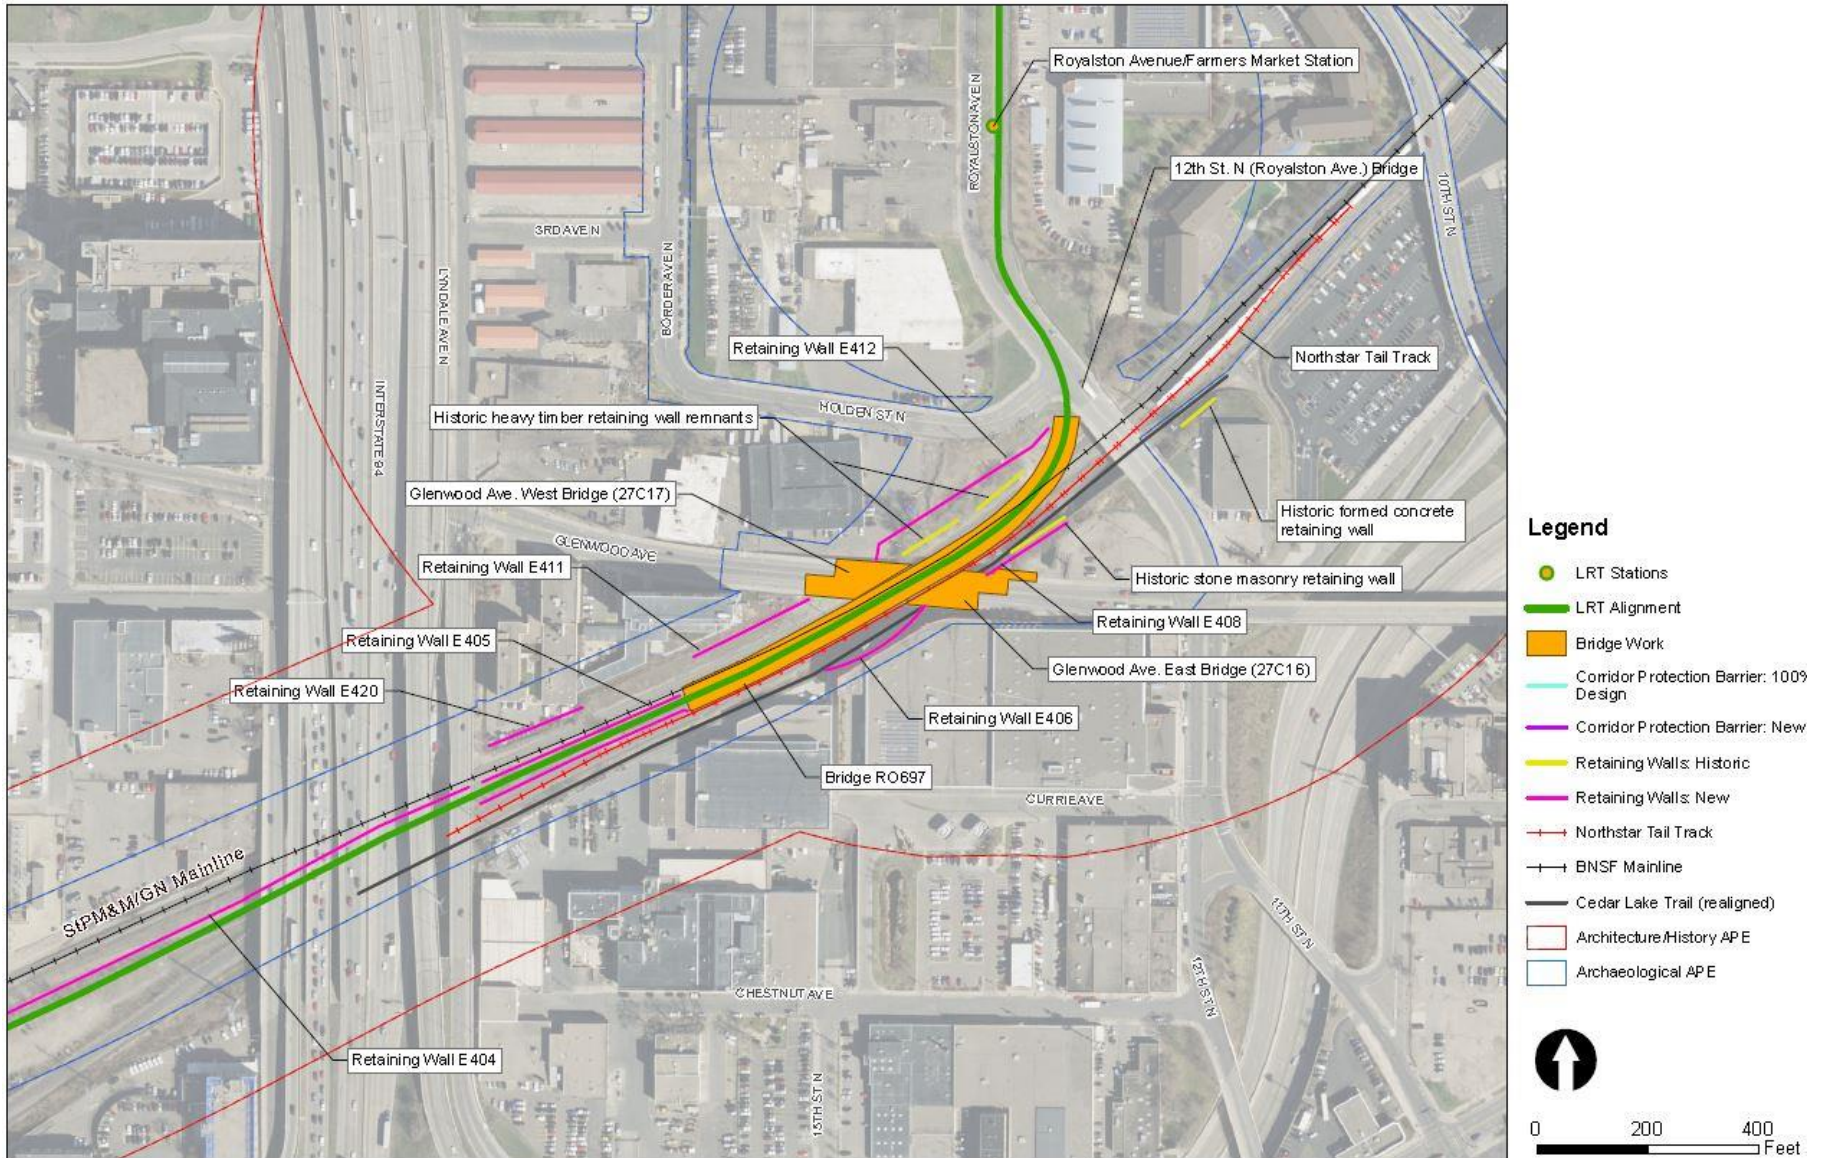 Royalston Avenue/Farmers Market Station
ROYALSTON AVE N
12th St. N (Royalston Ave.) Bridge
10TH ST N
3RD AVE N
BORDER AVE N
LYNDALE AVE N
INTERSTATE 94
Retaining Wall E412
Northstar Tail Track
Historic heavy timber retaining wall remnants
HOLDEN ST N
Glenwood Ave. West Bridge (27C17)
Historic formed concrete
retaining wall
GLENWOOD AVE
Retaining Wall E411
Historic stone masonry retaining wall
Retaining Wall E408
Retaining Wall E405
Glenwood Ave. East Bridge (27C16)
Retaining Wall E420
Retaining Wall E406
Bridge RO697
CURRIE AVE
StPM&M/GN Mainline
11TH ST N
12TH ST N
CHESTNUT AVE
Retaining Wall E404
15TH ST N
Legend
LRT Stations
LRT Alignment
Bridge Work
Corridor Protection Barrier: 100%
Design
Corridor Protection Barrier: New
Retaining Walls: Historic
Retaining Walls: New
Northstar Tail Track
BNSF Mainline
Cedar Lake Trail (realigned)
Architecture/History APE
Archaeological APE
0 200 400
Feet